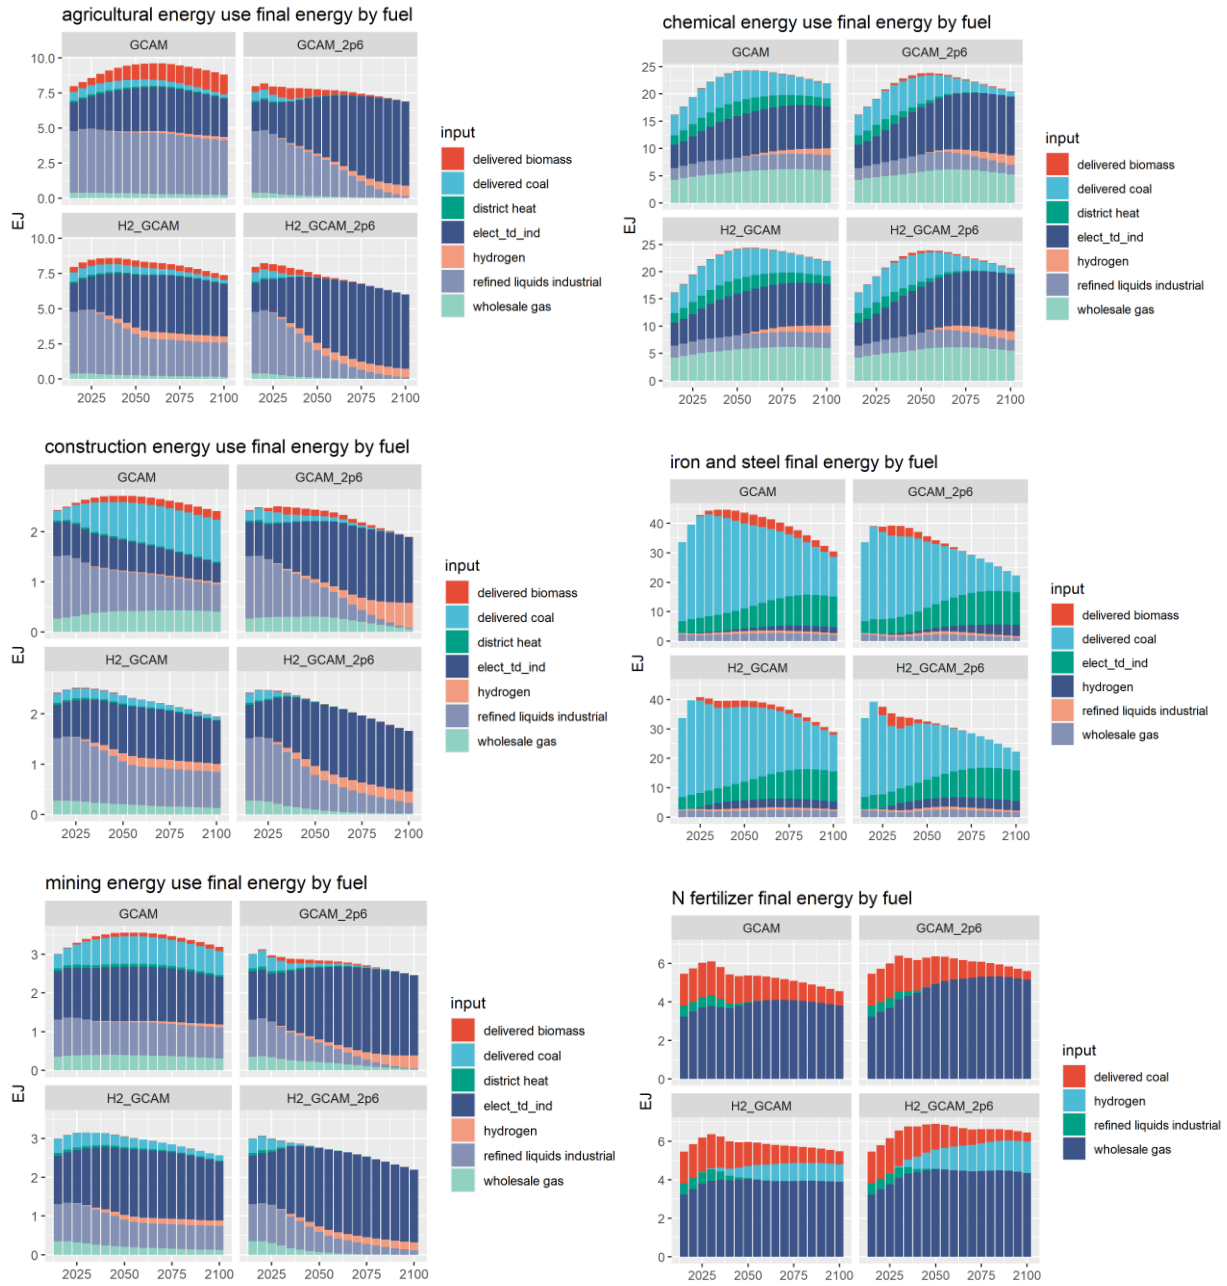 agricultural energy use final energy by fuel
GCAM
GCAM_2p6
10.0
7.5
5.0
2.5
0.0
EJ
H2_GCAM
H2_GCAM_2p6
10.0
7.5
5.0
2.5
0.0
2025 2050 2075 2100 2025 2050 2075 2100
input
delivered biomass
delivered coal
district heat
elect_td_ind
hydrogen
refined liquids industrial
wholesale gas
chemical energy use final energy by fuel
GCAM
GCAM_2p6
25
20
15
10
5
0
EJ
H2_GCAM
H2_GCAM_2p6
25
20
15
10
5
0
2025 2050 2075 2100 2025 2050 2075 2100
input
delivered biomass
delivered coal
district heat
elect_td_ind
hydrogen
refined liquids industrial
wholesale gas
construction energy use final energy by fuel
GCAM
GCAM_2p6
2
1
0
EJ
H2_GCAM
H2_GCAM_2p6
2
1
0
2025 2050 2075 2100 2025 2050 2075 2100
input
delivered biomass
delivered coal
district heat
elect_td_ind
hydrogen
refined liquids industrial
wholesale gas
iron and steel final energy by fuel
GCAM
GCAM_2p6
40
30
20
10
0
EJ
H2_GCAM
H2_GCAM_2p6
40
30
20
10
0
2025 2050 2075 2100 2025 2050 2075 2100
input
delivered biomass
delivered coal
elect_td_ind
hydrogen
refined liquids industrial
wholesale gas
mining energy use final energy by fuel
GCAM
GCAM_2p6
3
2
1
0
EJ
H2_GCAM
H2_GCAM_2p6
3
2
1
0
2025 2050 2075 2100 2025 2050 2075 2100
input
delivered biomass
delivered coal
district heat
elect_td_ind
hydrogen
refined liquids industrial
wholesale gas
N fertilizer final energy by fuel
GCAM
GCAM_2p6
6
4
2
0
EJ
H2_GCAM
H2_GCAM_2p6
6
4
2
0
2025 2050 2075 2100 2025 2050 2075 2100
input
delivered coal
hydrogen
refined liquids industrial
wholesale gas